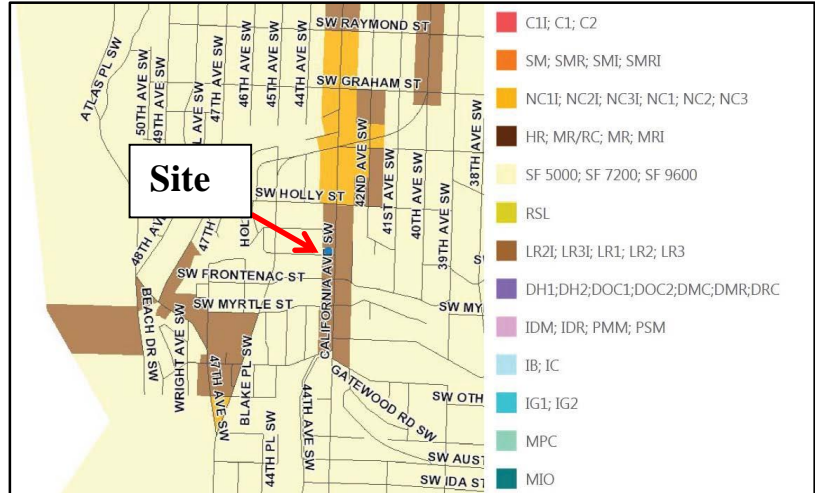 SW RAYMOND ST
SW GRAHAM ST
ATLAS PL SW
50TH AVE SW
49TH AVE SW
L AVE SW
47TH AVE SW
46TH AVE SW
45TH AVE SW
44TH AVE SW
42ND AVE SW
41ST AVE SW
40TH AVE SW
39TH AVE SW
38TH AVE SW
Site
SW HOLLY ST
48TH AV
47TH
HOL
CALIFORNIA AVE SW
SW FRONTENAC ST
SW MYRTLE ST
SW MY
BEACH DR SW
WRIGHT AVE SW
47TH AVE SW
BLAKE PL SW
44TH PL SW
44TH AVE SW
GATEWOOD RD SW
SW OTH
SW AUST
SW IDA ST
C1I; C1; C2
SM; SMR; SMI; SMRI
NC1I; NC2I; NC3I; NC1; NC2; NC3
HR; MR/RC; MR; MRI
SF 5000; SF 7200; SF 9600
RSL
LR2I; LR3I; LR1; LR2; LR3
DH1;DH2;DOC1;DOC2;DMC;DMR;DRC
IDM; IDR; PMM; PSM
IB; IC
IG1; IG2
MPC
MIO